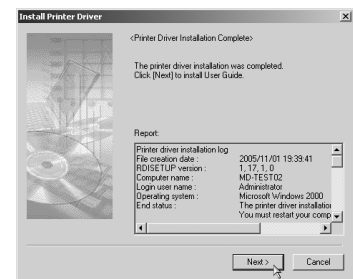 Install Printer Driver
<Printer Driver Installation Complete>
The printer driver installation was completed.
Click [Next] to install User Guide.
Report:
Printer driver installation log
File creation date : 2005/11/01 19:39:41
RDISETUP version : 1, 17, 1, 0
Computer name : MD-TEST02
Login user name : Administrator
Operating system : Microsoft Windows 2000
End status : The printer driver installation
You must restart your comp
Next >
Cancel